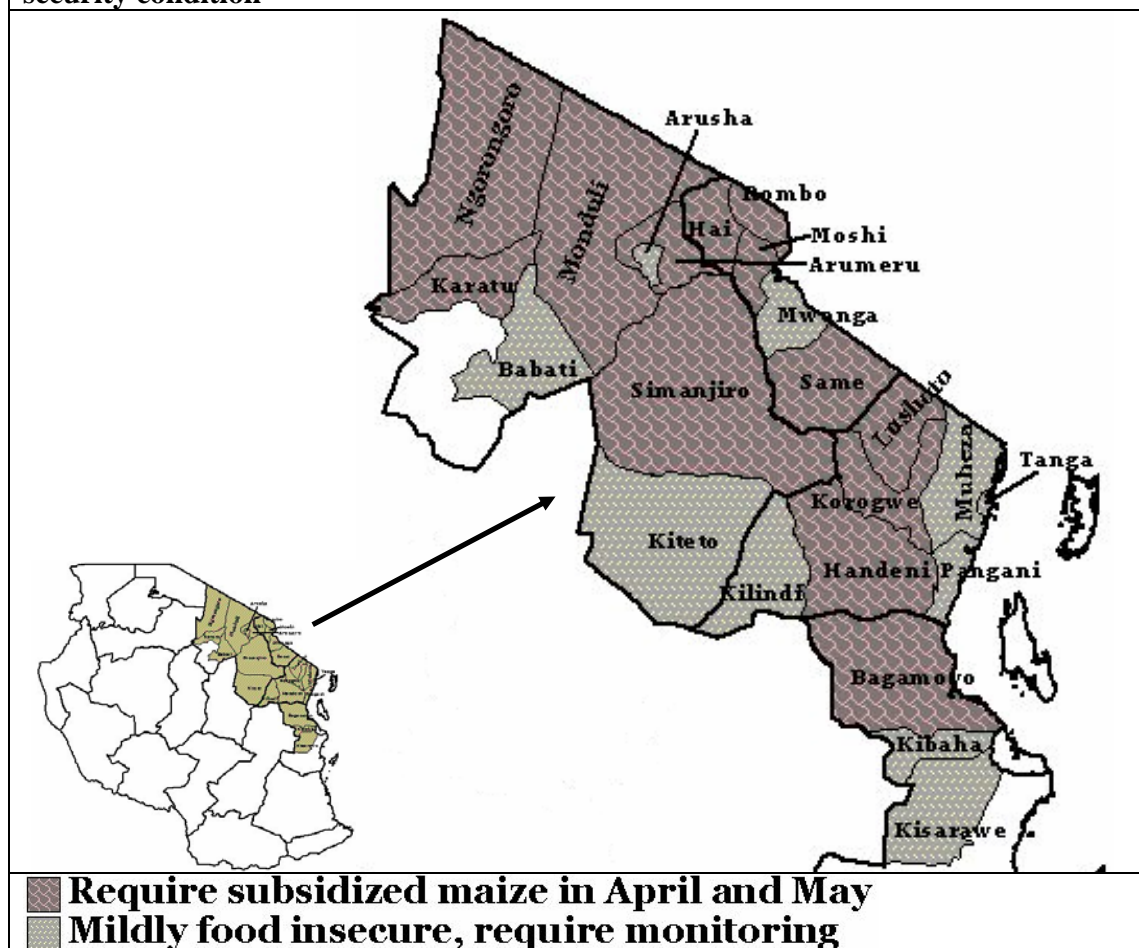 security condition
Arusha
Ngorongoro
Rombo
Monduli
Hai
Moshi
Arumeru
Karatu
Mwanga
Babati
Simanjiro
Same
Lushoto
Muheza
Tanga
Korogwe
Kiteto
Handeni
Pangani
Kilindi
Bagamoyo
Kibaha
Kisarawe
Require subsidized maize in April and May
Mildly food insecure, require monitoring